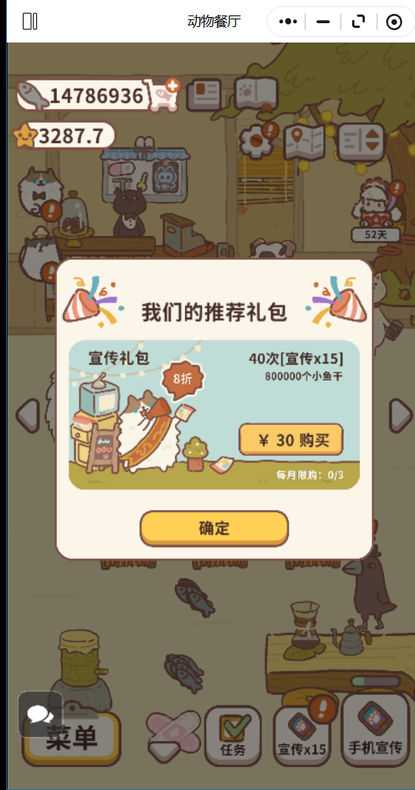 动物餐厅
14786936
3287.7
52天
我们的推荐礼包
宣传礼包
40次[宣传x15]
800000个小鱼干
8折
¥ 30 购买
每月限购：0/3
确定
菜单
任务
宣传x15
手机宣传